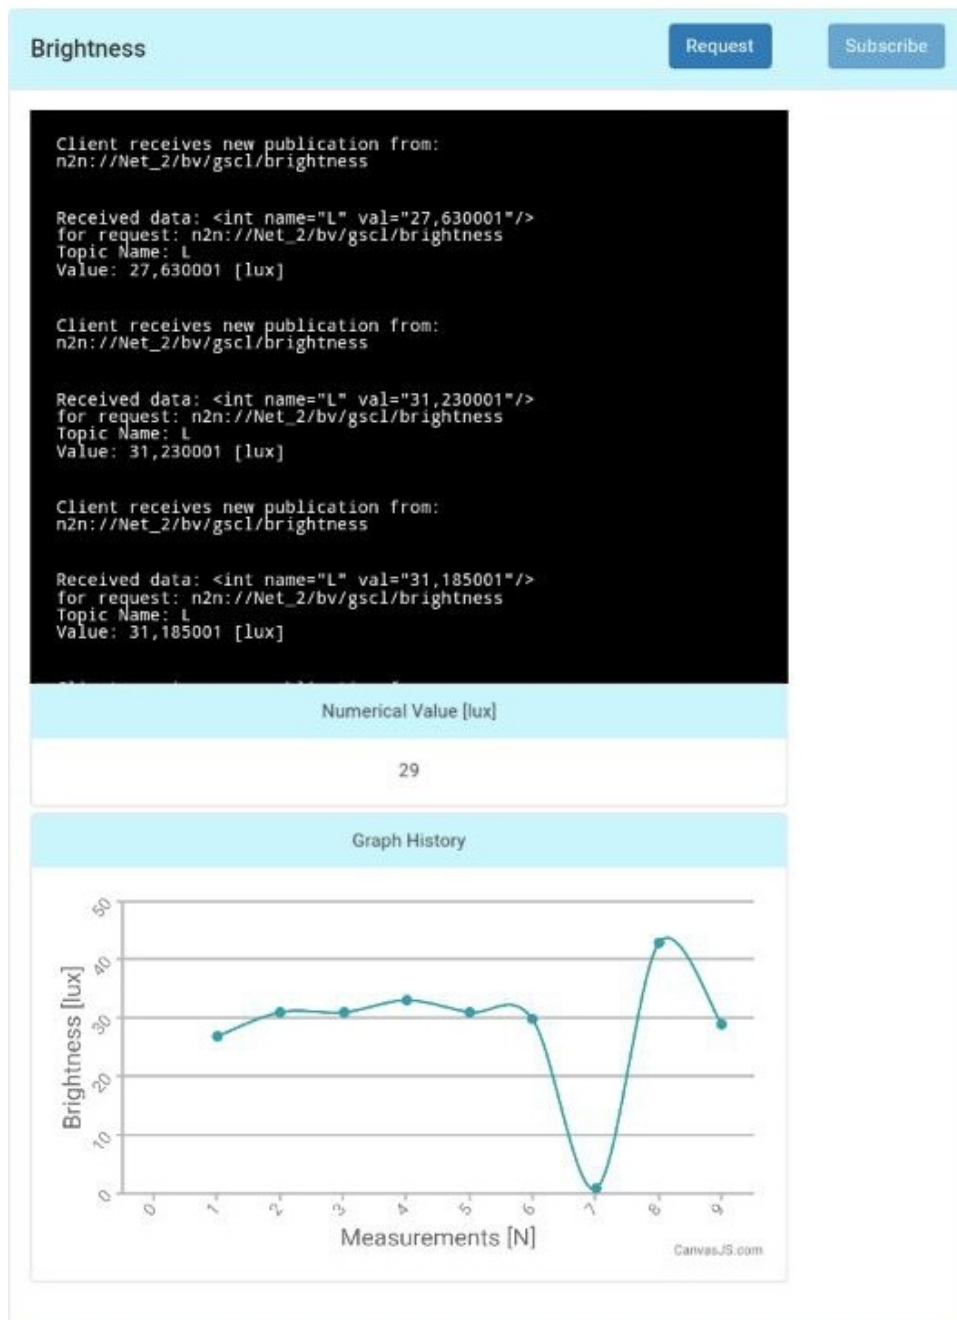 Brightness
Request
Subscribe
Client receives new publication from:
n2n://Net_2/bv/gscl/brightness
Received data: <int name="L" val="27,630001"/>
for request: n2n://Net_2/bv/gscl/brightness
Topic Name: L
Value: 27,630001 [lux]
Client receives new publication from:
n2n://Net_2/bv/gscl/brightness
Received data: <int name="L" val="31,230001"/>
for request: n2n://Net_2/bv/gscl/brightness
Topic Name: L
Value: 31,230001 [lux]
Client receives new publication from:
n2n://Net_2/bv/gscl/brightness
Received data: <int name="L" val="31,185001"/>
for request: n2n://Net_2/bv/gscl/brightness
Topic Name: L
Value: 31,185001 [lux]
Numerical Value [lux]
29
Graph History
50
40
30
20
10
0
Brightness [lux]
0 1 2 3 4 5 6 7 8 9
Measurements [N]
CanvasJS.com